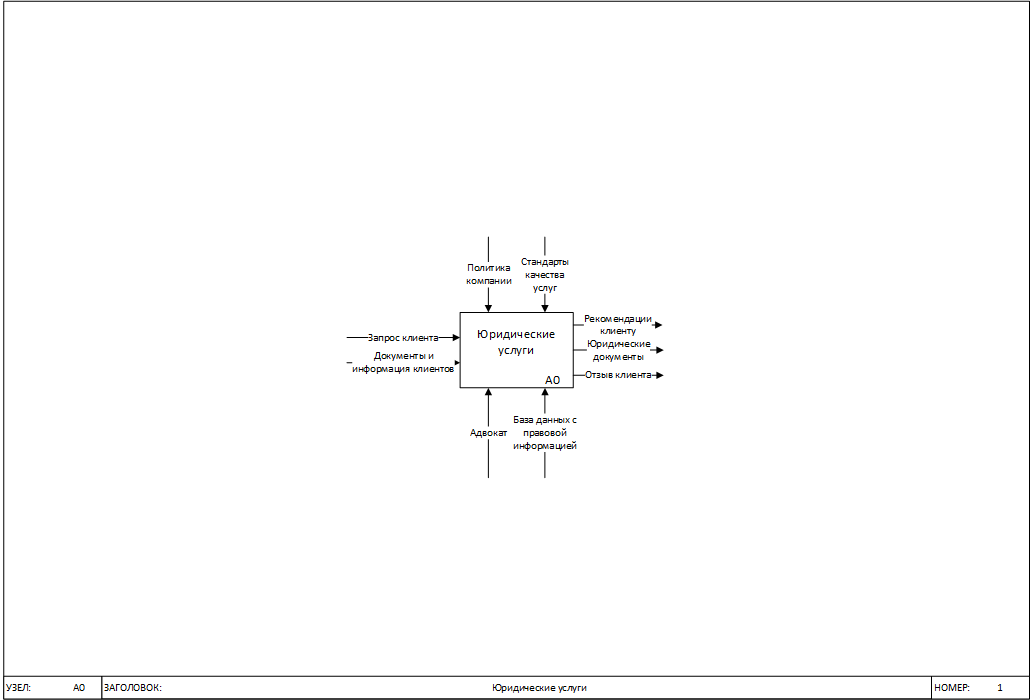 Политика
компании
Стандарты
качества
услуг
Запрос клиента
Документы и
информация клиентов
Юридические
услуги
A0
Рекомендации
клиенту
Юридические
документы
Отзыв клиента
Адвокат
База данных с
правовой
информацией
УЗЕЛ: A0 ЗАГОЛОВОК: Юридические услуги НОМЕР: 1